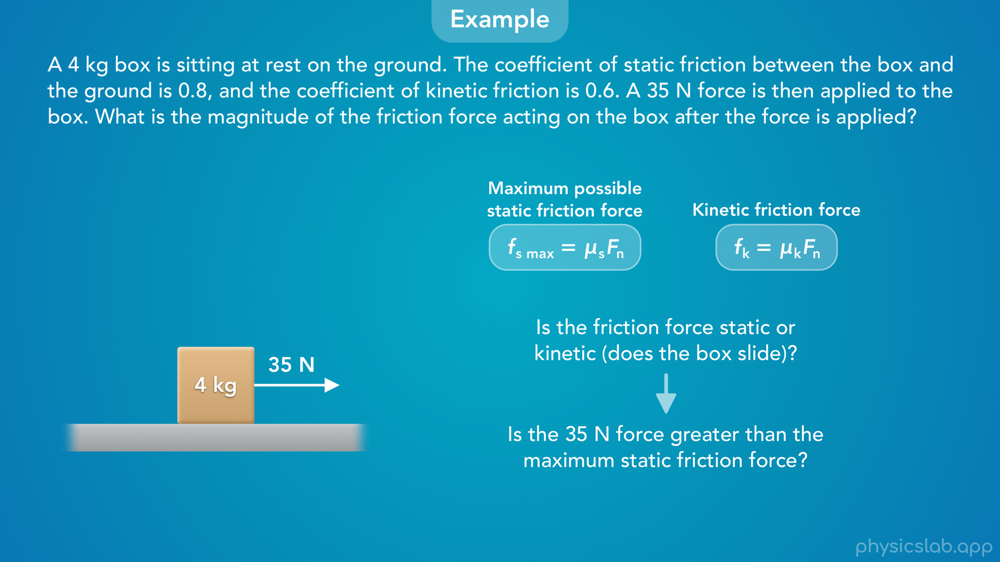 Example
A 4 kg box is sitting at rest on the ground. The coefficient of static friction between the box and
the ground is 0.8, and the coefficient of kinetic friction is 0.6. A 35 N force is then applied to the
box. What is the magnitude of the friction force acting on the box after the force is applied?
Maximum possible
static friction force
f_s max = μ_s F_n
Kinetic friction force
f_k = μ_k F_n
Is the friction force static or
kinetic (does the box slide)?
Is the 35 N force greater than the
maximum static friction force?
35 N
4 kg
physicslab.app